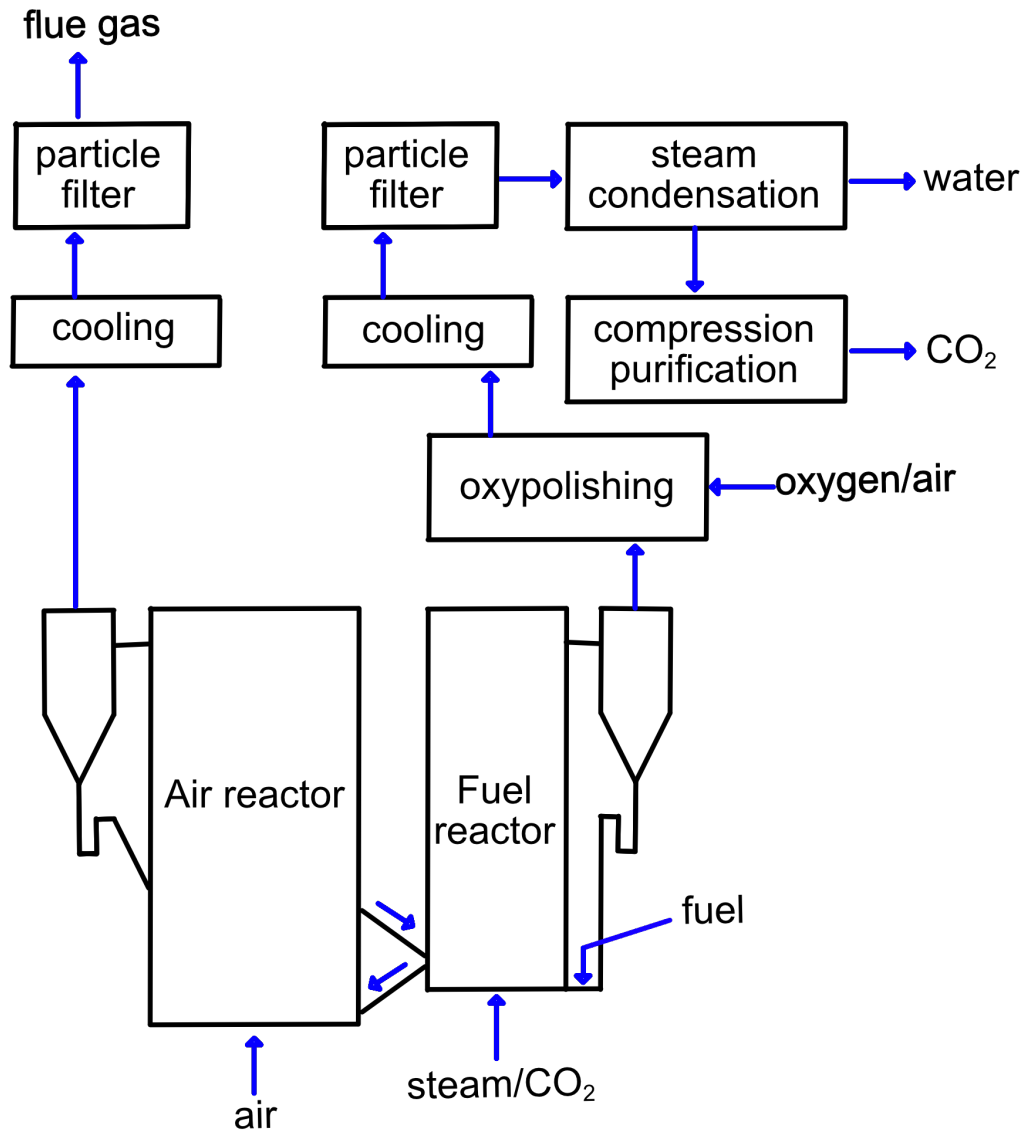 flue gas
particle
filter
particle
filter
steam
condensation
water
cooling
cooling
compression
purification
CO₂
oxypolishing
oxygen/air
Air reactor
Fuel
reactor
fuel
steam/CO₂
air